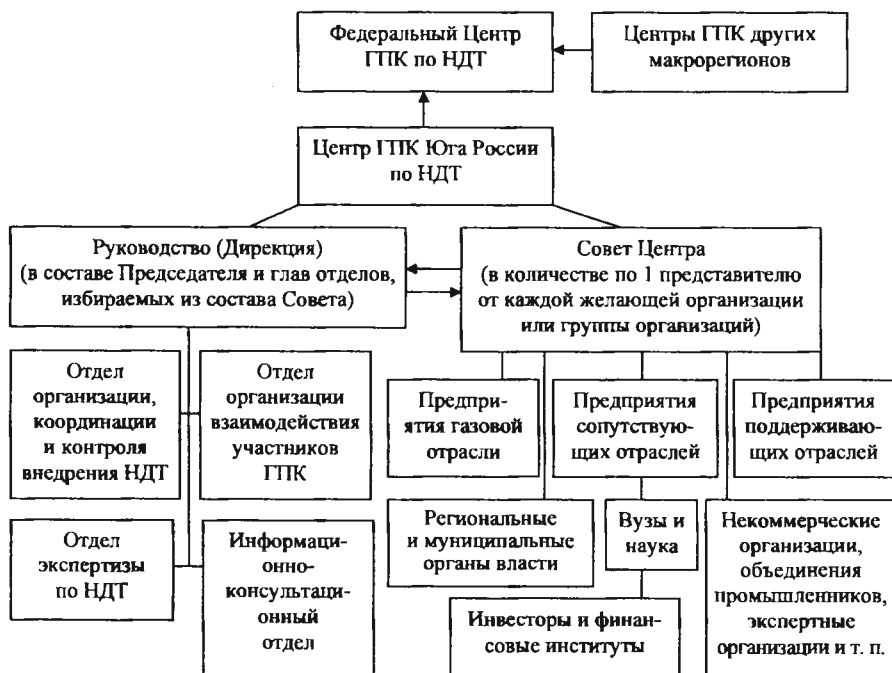 Федеральный Центр
ГПК по НДТ
Центры ГПК других
макрорегионов
Центр ГПК Юга России
по НДТ
Руководство (Дирекция)
(в составе Председателя и глав отделов,
избираемых из состава Совета)
Совет Центра
(в количестве по 1 представителю
от каждой желающей организации
или группы организаций)
Отдел
организации,
координации
и контроля
внедрения НДТ
Отдел
организации
взаимодействия
участников
ГПК
Предпри-
ятия газовой
отрасли
Предприятия
сопутствую-
щих отраслей
Предприятия
поддерживаю-
щих отраслей
Отдел
экспертизы
по НДТ
Информаци-
онно-
консультаци-
онный
отдел
Региональные
и муниципальные
органы власти
Вузы и
наука
Некоммерческие
организации,
объединения
промышленников,
экспертные
организации и т. п.
Инвесторы и финан-
совые институты